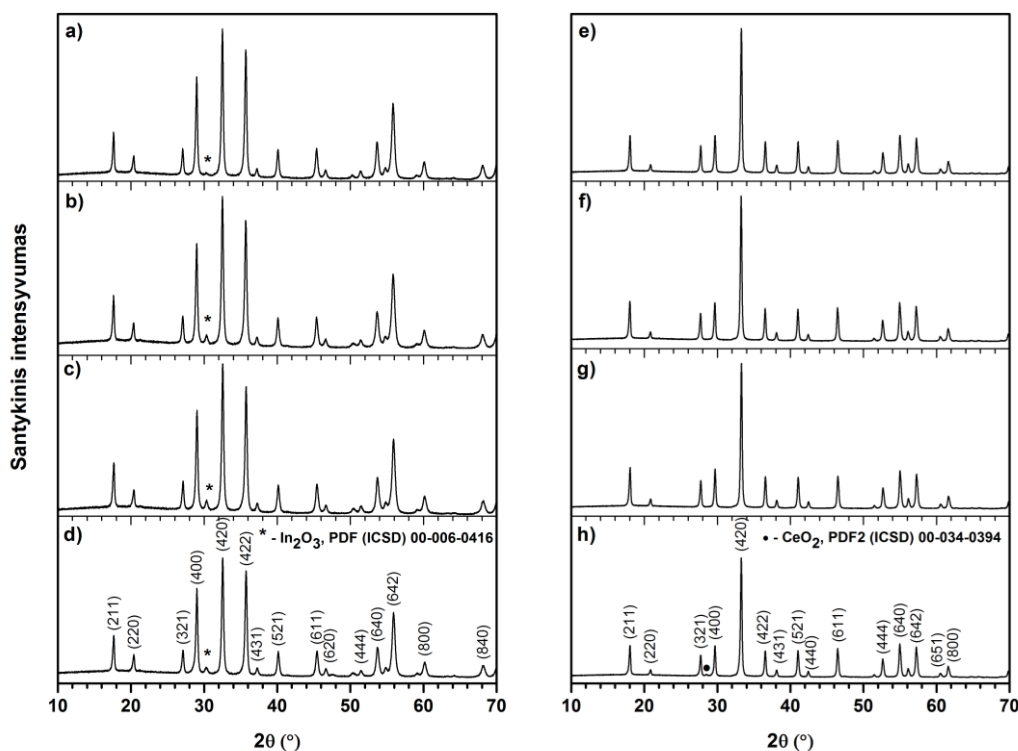 Santykinis intensyvumas
a)
*
b)
*
c)
*
d)
* - In₂O₃, PDF (ICSD) 00-006-0416
(211)
(220)
(321)
(400)
*
(420)
(422)
(431)
(521)
(611)
(620)
(444)
(640)
(642)
(800)
(840)
10 20 30 40 50 60 70
2θ (°)
e)
f)
g)
h)
• - CeO₂, PDF2 (ICSD) 00-034-0394
(211)
(220)
(321)
•
(400)
(420)
(422)
(431)
(521)
(440)
(611)
(444)
(640)
(642)
(651)
(800)
10 20 30 40 50 60 70
2θ (°)